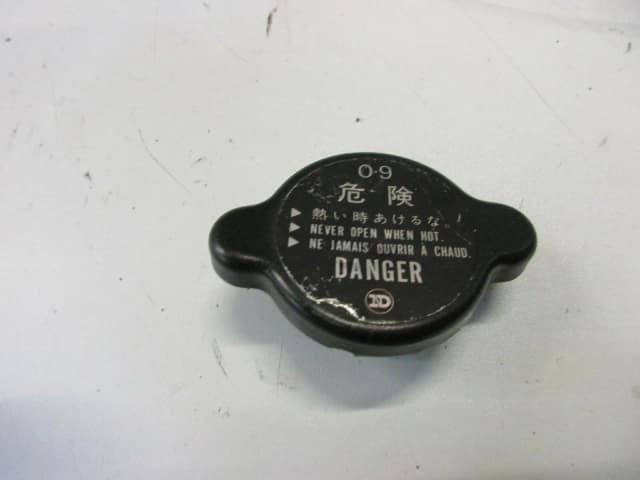 0·9
危険
▶ 熱い時あけるな。
▶ NEVER OPEN WHEN HOT.
▶ NE JAMAIS OUVRIR À CHAUD.
DANGER
ND